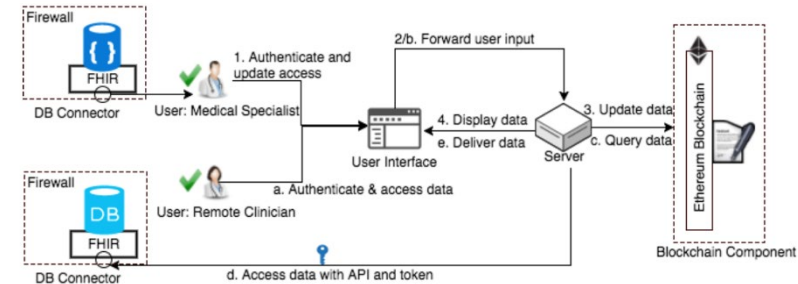 Firewall
FHIR
DB Connector
1. Authenticate and
update access
User: Medical Specialist
2/b. Forward user input
User Interface
4. Display data
e. Deliver data
Server
3. Update data
c. Query data
Ethereum Blockchain
Blockchain Component
Firewall
DB
FHIR
DB Connector
User: Remote Clinician
a. Authenticate & access data
d. Access data with API and token